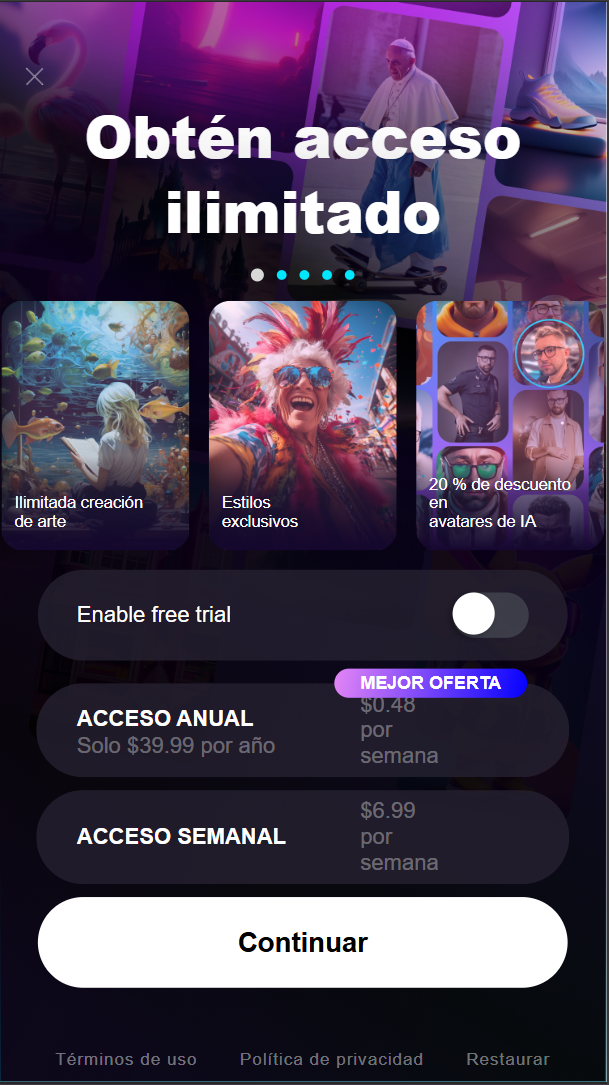 Obtén acceso
ilimitado
Ilimitada creación
de arte
Estilos
exclusivos
20 % de descuento
en
avatares de IA
Enable free trial
MEJOR OFERTA
ACCESO ANUAL
Solo $39.99 por año
$0.48
por
semana
ACCESO SEMANAL
$6.99
por
semana
Continuar
Términos de uso
Política de privacidad
Restaurar